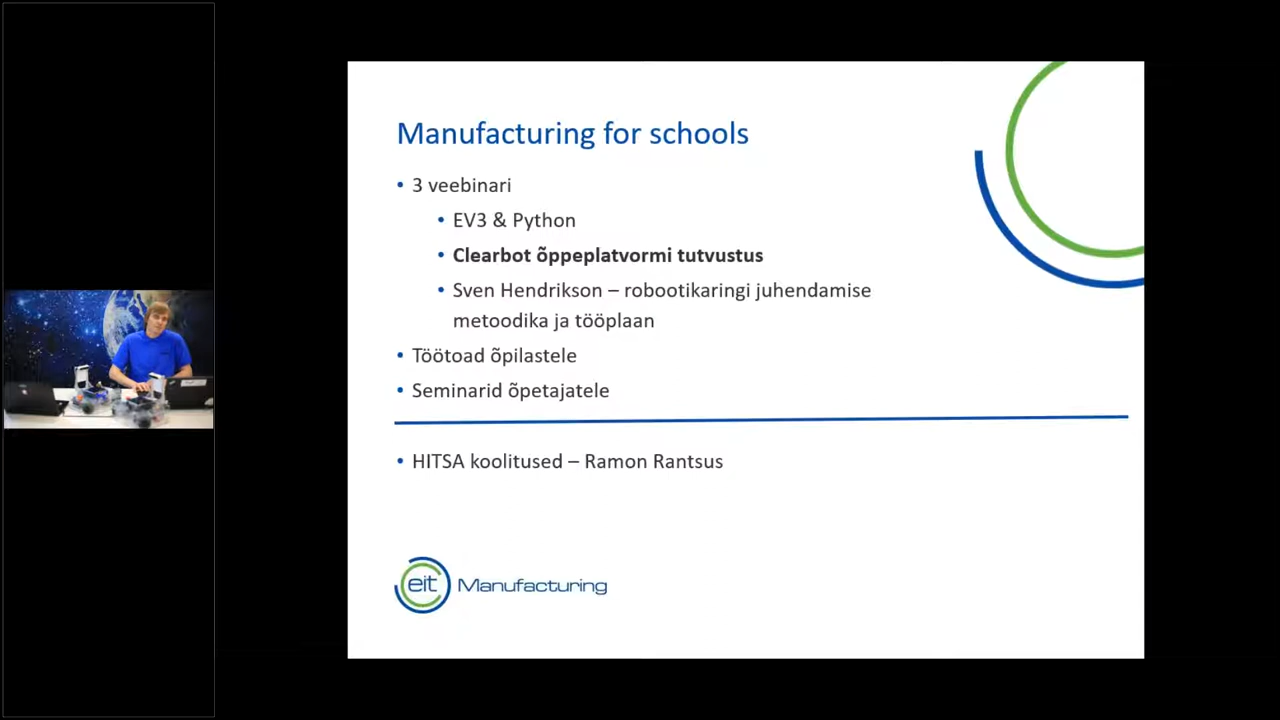 Manufacturing for schools
• 3 veebinari
• EV3 & Python
• Clearbot õppeplatvormi tutvustus
• Sven Hendrikson – robootikaringi juhendamise
metoodika ja tööplaan
• Töötoad õpilastele
• Seminarid õpetajatele
• HITSA koolitused – Ramon Rantsus
eit Manufacturing